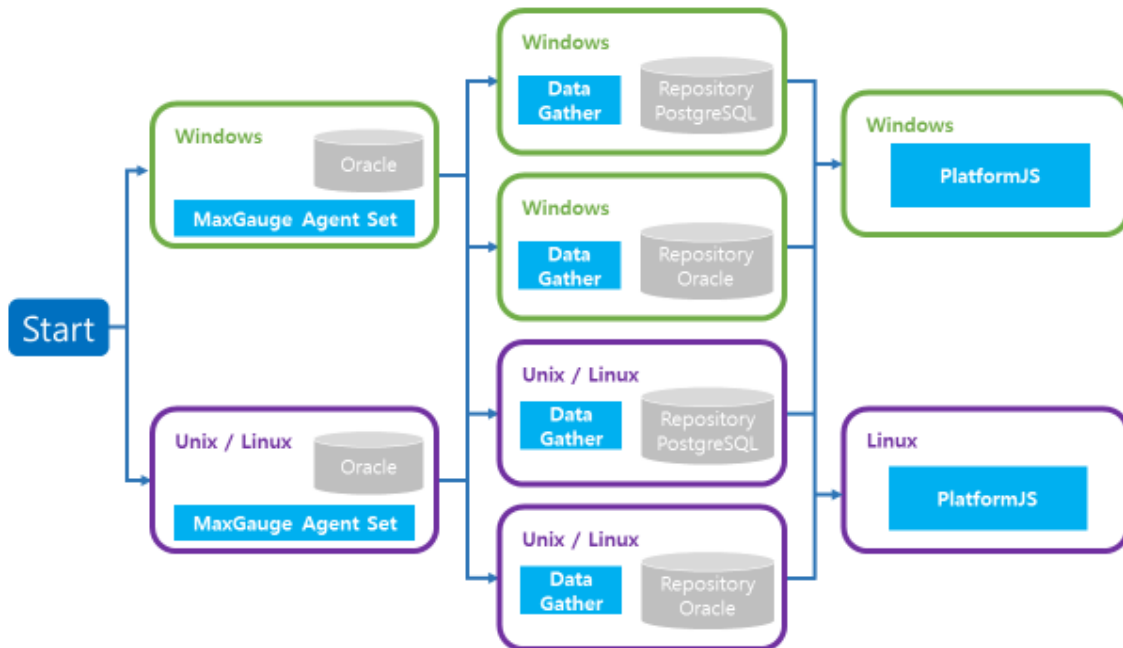 Start
Windows
Oracle
MaxGauge Agent Set
Unix / Linux
Oracle
MaxGauge Agent Set
Windows
Data
Gather
Repository
PostgreSQL
Windows
Data
Gather
Repository
Oracle
Unix / Linux
Data
Gather
Repository
PostgreSQL
Unix / Linux
Data
Gather
Repository
Oracle
Windows
PlatformJS
Linux
PlatformJS